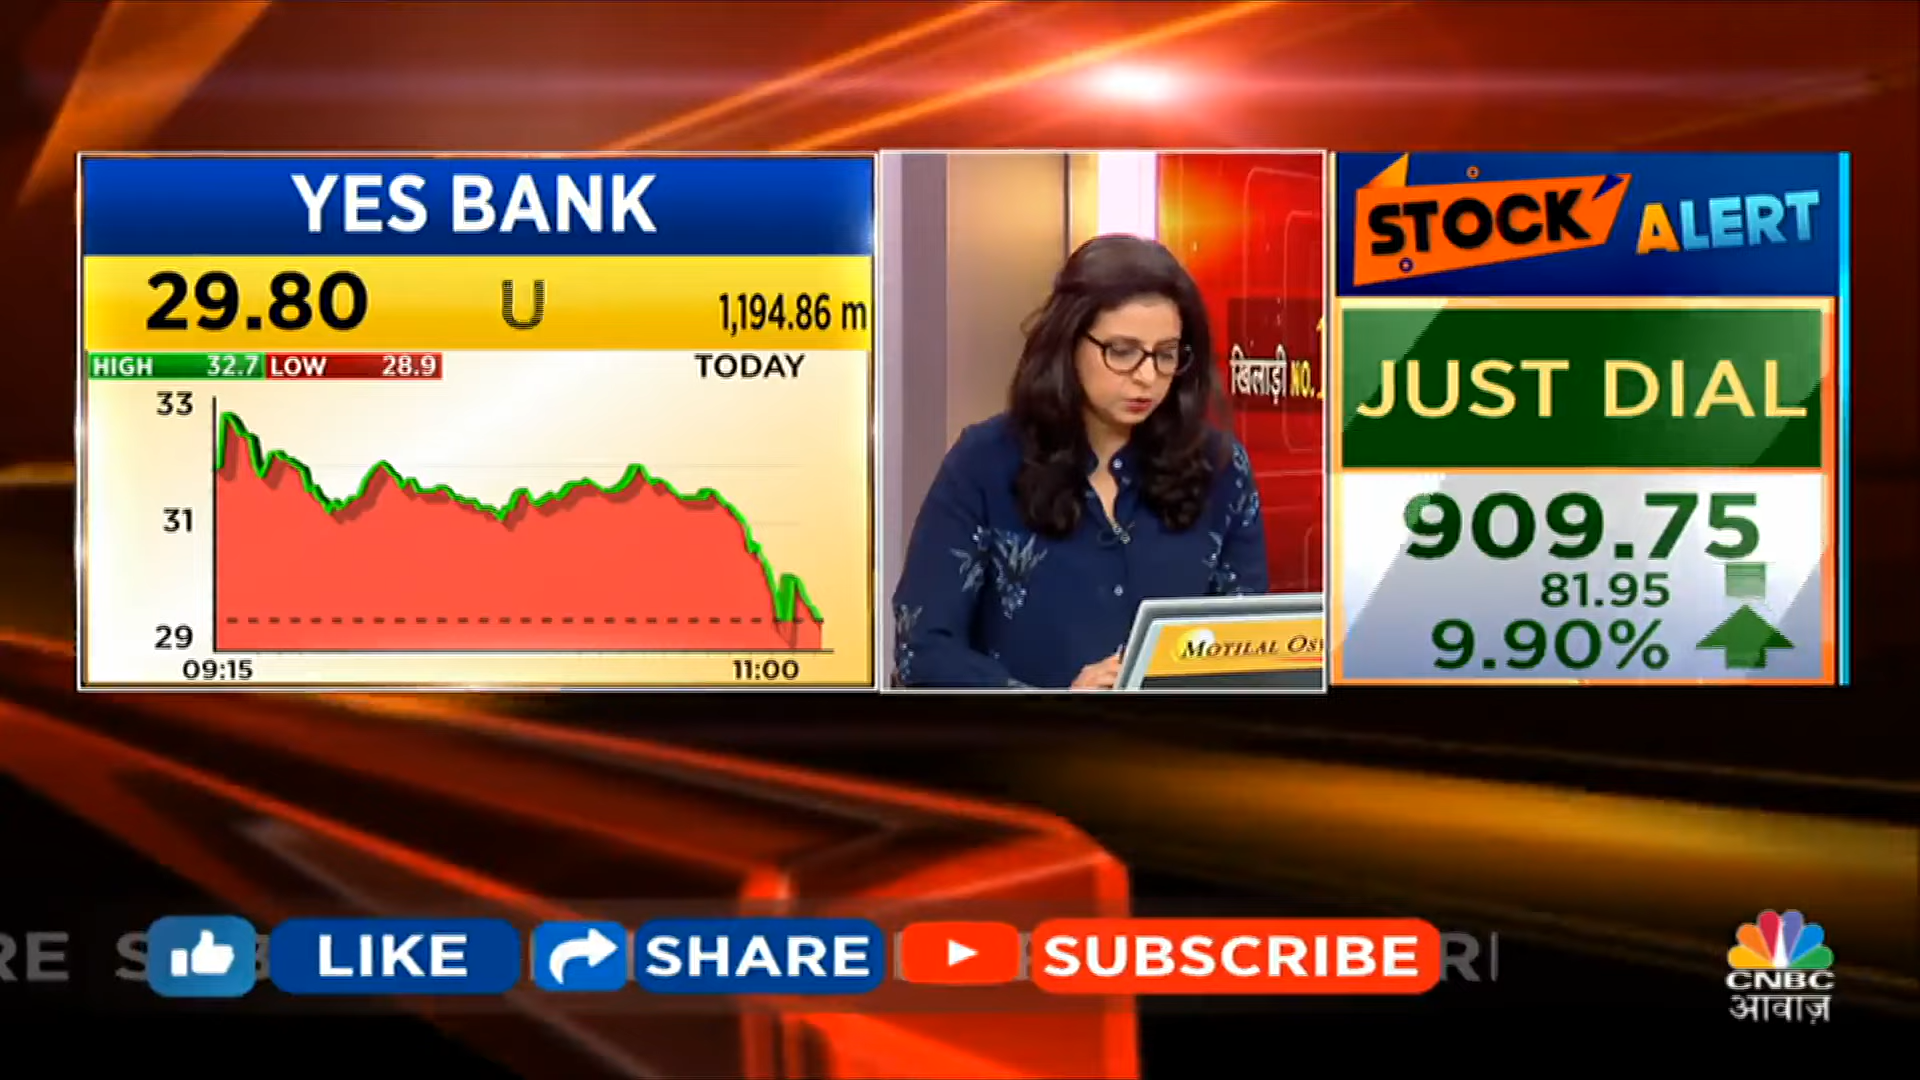 YES BANK
29.80 U 1,194.86 m
HIGH 32.7 LOW 28.9 TODAY
33
31
29
09:15 11:00
खिलाड़ी NO.
MOTILAL
STOCK ALERT
JUST DIAL
909.75
81.95
9.90%
LIKE SHARE SUBSCRIBE
CNBC
आवाज़